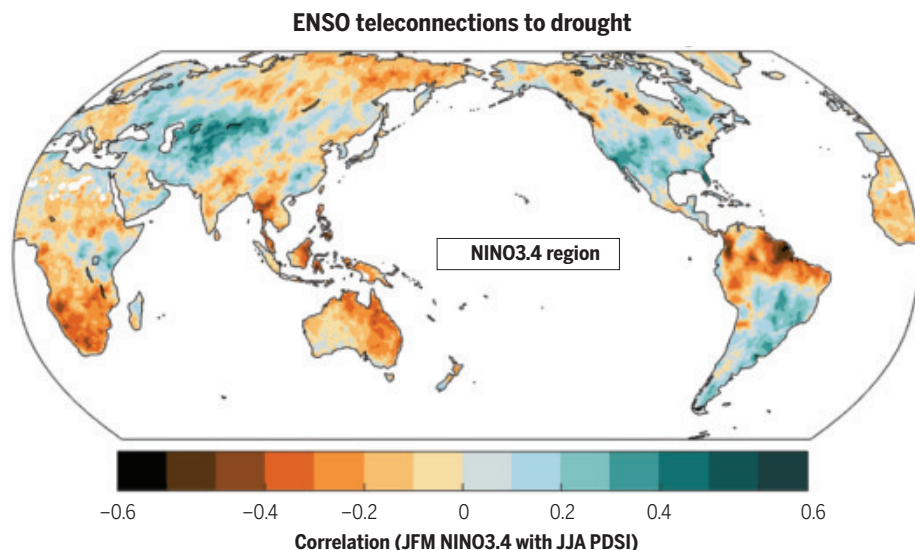 ENSO teleconnections to drought
NINO3.4 region
−0.6 −0.4 −0.2 0 0.2 0.4 0.6
Correlation (JFM NINO3.4 with JJA PDSI)